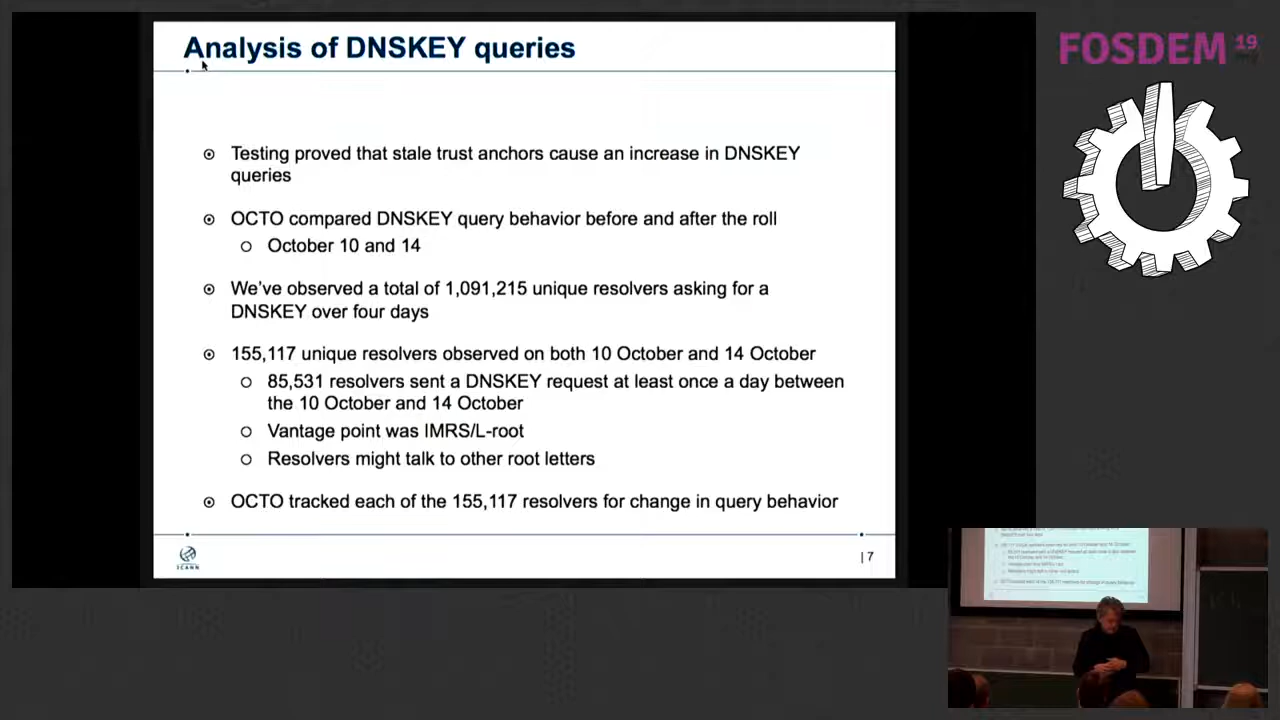 Analysis of DNSKEY queries
Testing proved that stale trust anchors cause an increase in DNSKEY
queries
OCTO compared DNSKEY query behavior before and after the roll
October 10 and 14
We've observed a total of 1,091,215 unique resolvers asking for a
DNSKEY over four days
155,117 unique resolvers observed on both 10 October and 14 October
85,531 resolvers sent a DNSKEY request at least once a day between
the 10 October and 14 October
Vantage point was IMRS/L-root
Resolvers might talk to other root letters
OCTO tracked each of the 155,117 resolvers for change in query behavior
ICANN
| 7
FOSDEM 19